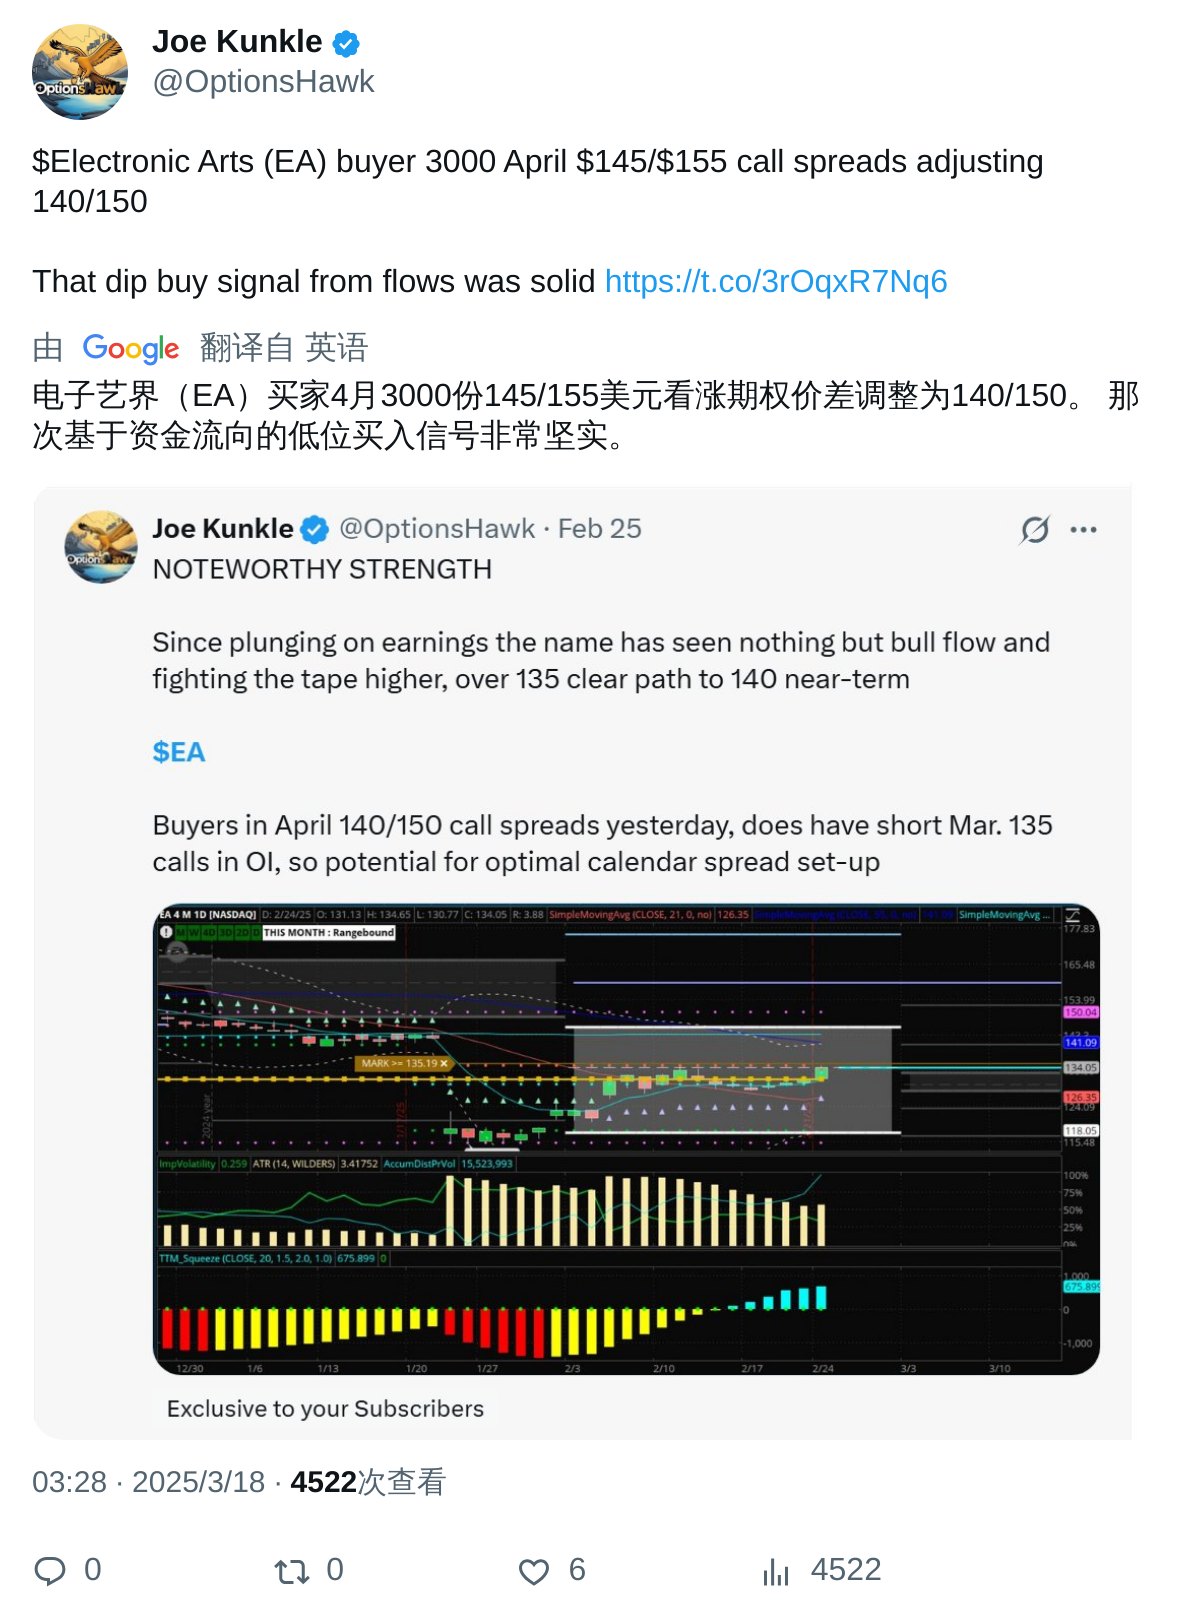 Joe Kunkle
@OptionsHawk
$Electronic Arts (EA) buyer 3000 April $145/$155 call spreads adjusting
140/150
That dip buy signal from flows was solid https://t.co/3rOqxR7Nq6
由 Google 翻译自 英语
电子艺界（EA）买家4月3000份145/155美元看涨期权价差调整为140/150。 那
次基于资金流向的低位买入信号非常坚实。
Joe Kunkle @OptionsHawk · Feb 25
NOTEWORTHY STRENGTH
Since plunging on earnings the name has seen nothing but bull flow and
fighting the tape higher, over 135 clear path to 140 near-term
$EA
Buyers in April 140/150 call spreads yesterday, does have short Mar. 135
calls in OI, so potential for optimal calendar spread set-up
EA 4 M 1D [NASDAQ] D: 2/24/25 O: 131.13 H: 134.65 L: 130.77 C: 134.05 R: 3.88 SimpleMovingAvg (CLOSE, 21, 0, no) 126.35 SimpleMovingAvg ...
M W 4D 3D 2D D THIS MONTH : Rangebound
177.83
165.48
153.99
150.04
141.09
MARK >= 135.19
134.05
126.35
124.09
118.05
115.48
ImpVolatility 0.259 ATR (14, WILDERS) 3.41752 AccumDistPrVol 15,523,993
100%
75%
50%
25%
0%
TTM_Squeeze (CLOSE, 20, 1.5, 2.0, 1.0) 675.899 0
1,000
675.899
0
-1,000
12/30 1/6 1/13 1/20 1/27 2/3 2/10 2/17 2/24 3/3 3/10
Exclusive to your Subscribers
03:28 · 2025/3/18 · 4522次查看
0 0 6 4522